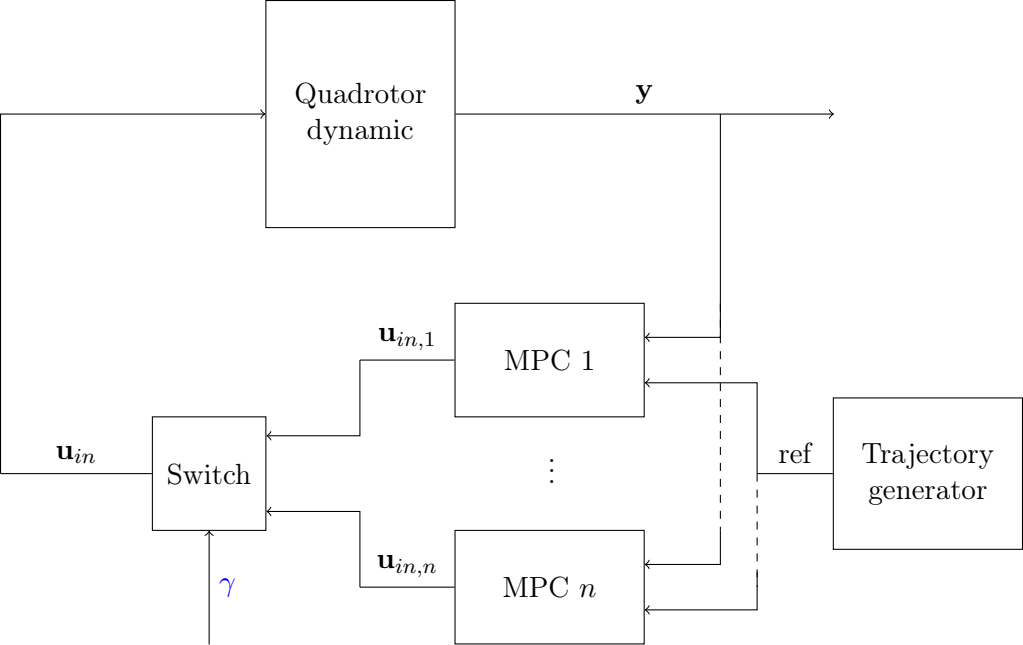 Quadrotor
dynamic
y
u_{in,1}
MPC 1
u_{in}
Switch
⋮
ref
Trajectory
generator
γ
u_{in,n}
MPC n